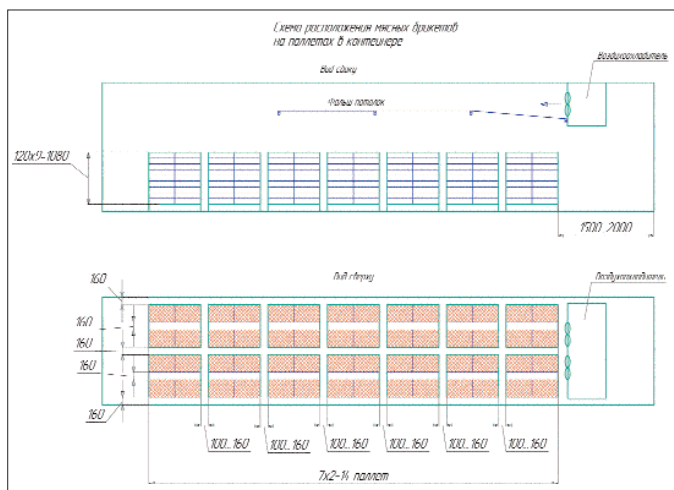 Схема расположения мясных брикетов
на паллетах в контейнере
Вид сбоку
Воздухоохладитель
Фальш потолок
120х9=1080
1500..2000
Вид сверху
Воздухоохладитель
160
160
160
160
160
100..160
100..160
100..160
100..160
100..160
100..160
7х2=14 паллет